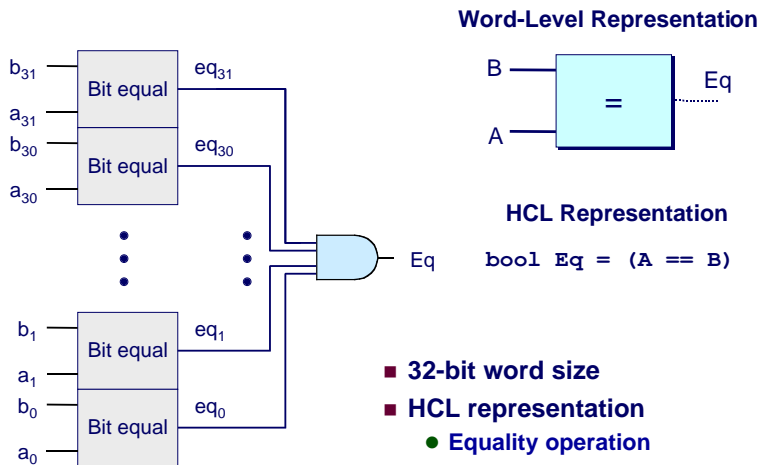 Word-Level Representation
b31
a31
Bit equal
eq31
b30
a30
Bit equal
eq30
b1
a1
Bit equal
eq1
b0
a0
Bit equal
eq0
Eq
B
A
=
Eq
HCL Representation
bool Eq = (A == B)
32-bit word size
HCL representation
Equality operation